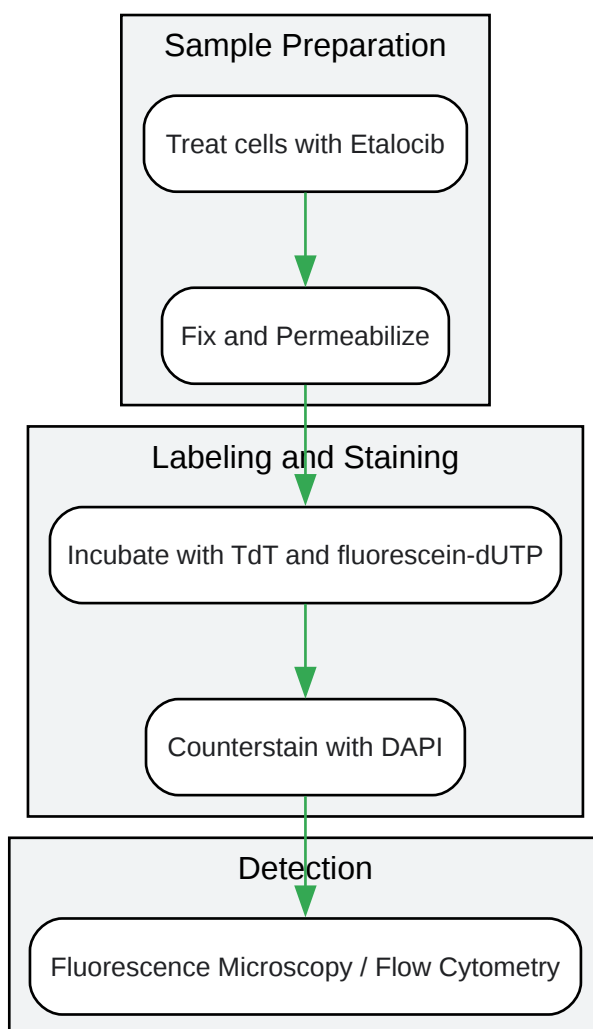 Sample Preparation
Treat cells with Etalocib
Fix and Permeabilize
Labeling and Staining
Incubate with TdT and fluorescein-dUTP
Counterstain with DAPI
Detection
Fluorescence Microscopy / Flow Cytometry